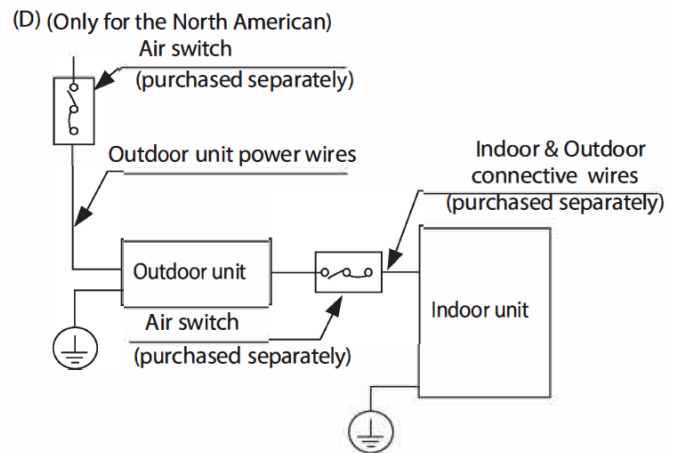 (D) (Only for the North American)
Air switch
(purchased separately)
Outdoor unit power wires
Indoor & Outdoor
connective wires
(purchased separately)
Outdoor unit
Indoor unit
Air switch
(purchased separately)